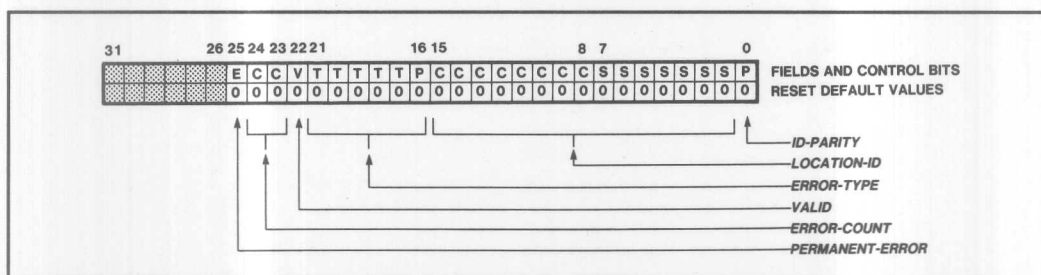 31 26 25 24 23 22 21 16 15 8 7 0
E C C V T T T T T P C C C C C C C C S S S S S S S P FIELDS AND CONTROL BITS
0 0 0 0 0 0 0 0 0 0 0 0 0 0 0 0 0 0 0 0 0 0 0 0 0 0 RESET DEFAULT VALUES
ID-PARITY
LOCATION-ID
ERROR-TYPE
VALID
ERROR-COUNT
PERMANENT-ERROR